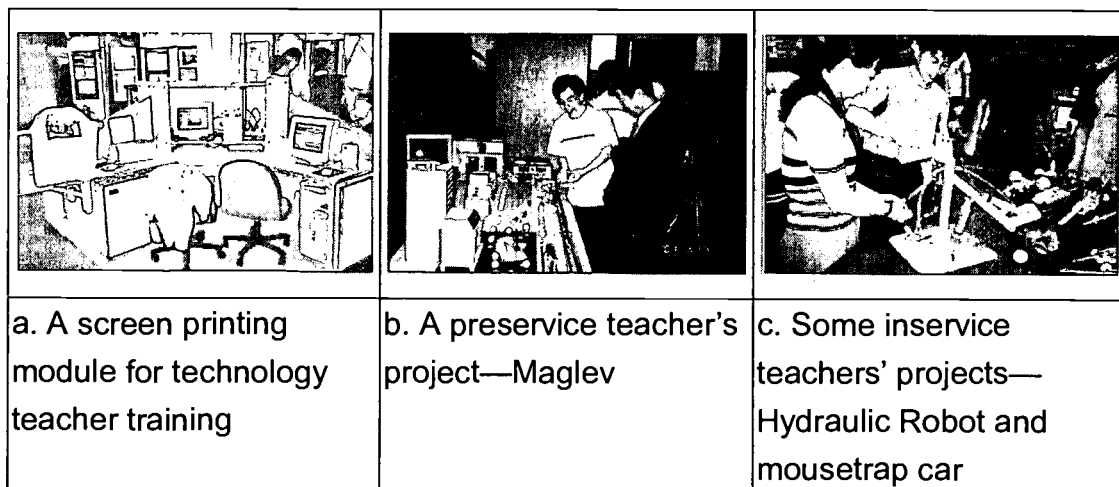 a. A screen printing
module for technology
teacher training
b. A preservice teacher's
project—Maglev
c. Some inservice
teachers' projects—
Hydraulic Robot and
mousetrap car